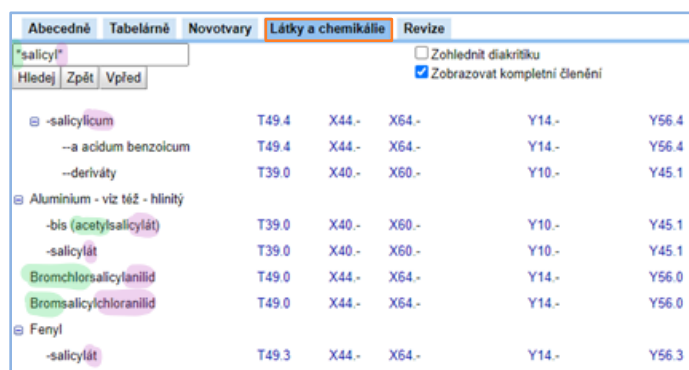 Abecedně Tabelárně Novotvary Látky a chemikálie Revize
*salicyl* Zohlednit diakritiku
Hledej Zpět Vpřed Zobrazovat kompletní členění
-salicylicum T49.4 X44.- X64.- Y14.- Y56.4
--a acidum benzoicum T49.4 X44.- X64.- Y14.- Y56.4
--deriváty T39.0 X40.- X60.- Y10.- Y45.1
Aluminium - viz též - hlinitý
-bis (acetylsalicylát) T39.0 X40.- X60.- Y10.- Y45.1
-salicylát T39.0 X40.- X60.- Y10.- Y45.1
Bromchlorsalicylanilid T49.0 X44.- X64.- Y14.- Y56.0
Bromsalicylchloranilid T49.0 X44.- X64.- Y14.- Y56.0
Fenyl
-salicylát T49.3 X44.- X64.- Y14.- Y56.3